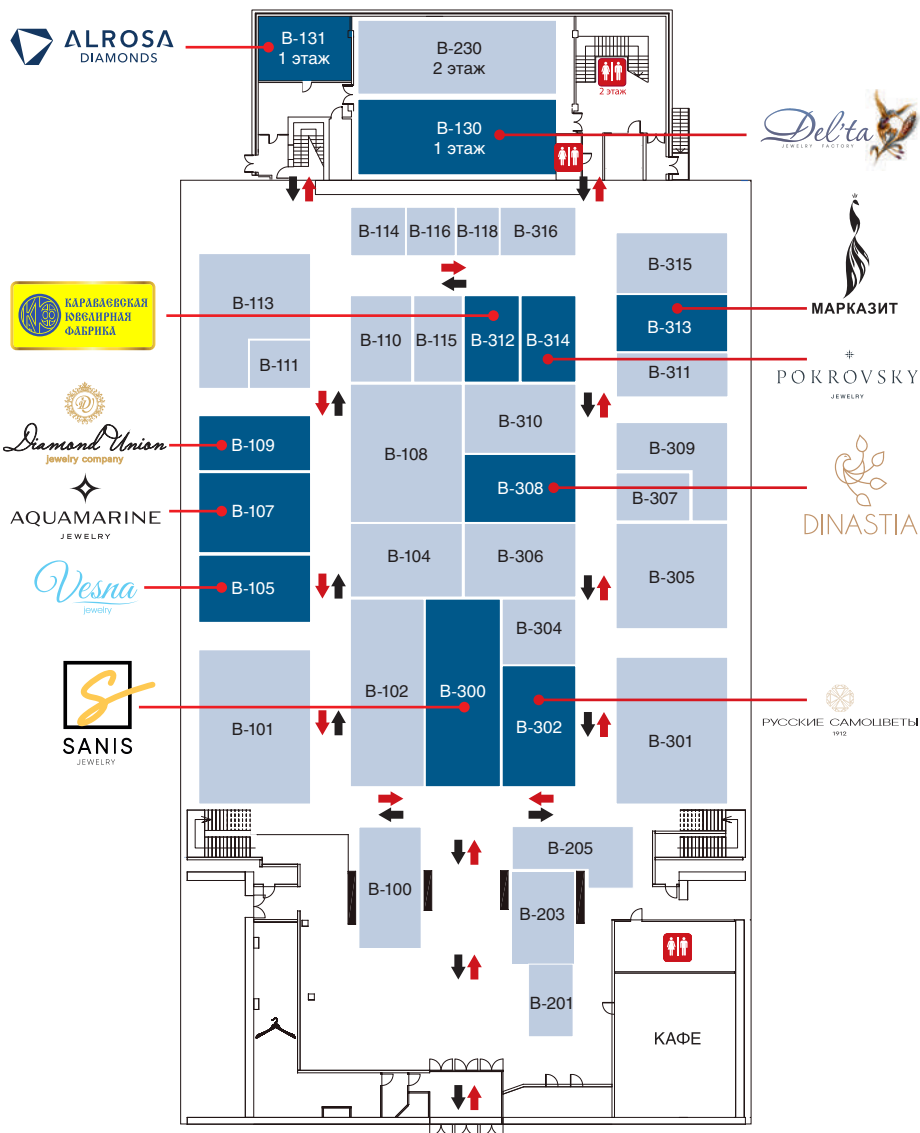 ALROSA
DIAMONDS
B-131
1 этаж
B-230
2 этаж
2 этаж
B-130
1 этаж
Del'ta
JEWELRY FACTORY
B-114
B-116
B-118
B-316
B-315
B-313
B-311
МАРКАЗИТ
B-113
B-111
КАРАВАЕВСКАЯ
ЮВЕЛИРНАЯ
ФАБРИКА
B-110
B-115
B-312
B-314
POKROVSKY
JEWELRY
Diamond Union
jewelry company
B-109
B-108
B-310
B-309
B-307
AQUAMARINE
JEWELRY
B-107
B-308
DINASTIA
Vesna
jewelry
B-105
B-104
B-306
B-305
B-304
SANIS
JEWELRY
B-101
B-102
B-300
B-302
B-301
РУССКИЕ САМОЦВЕТЫ
1912
B-100
B-205
B-203
B-201
КАФЕ